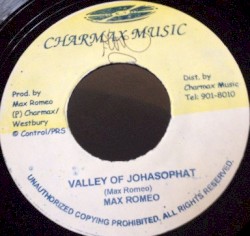 CHARMAX MUSIC
Prod. by
Max Romeo
(P) Charmax/
Westbury
© Control/PRS
Dist. by
Charmax Music
Tel: 901-8010
VALLEY OF JOHASOPHAT
(Max Romeo)
MAX ROMEO
UNAUTHORIZED COPYING PROHIBITED, ALL RIGHTS RESERVED.